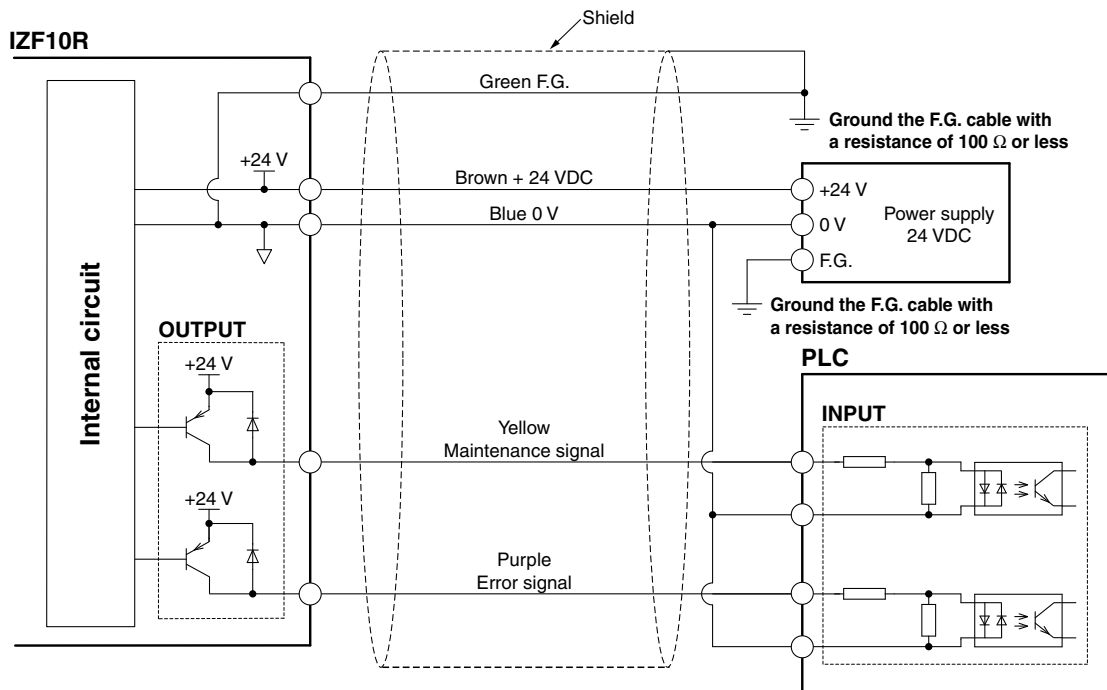 Shield
IZF10R
Green F.G.
Ground the F.G. cable with
a resistance of 100 Ω or less
+24 V
Brown + 24 VDC
+24 V
Blue 0 V
0 V
Power supply
24 VDC
F.G.
Ground the F.G. cable with
a resistance of 100 Ω or less
Internal circuit
OUTPUT
+24 V
PLC
INPUT
Yellow
Maintenance signal
+24 V
Purple
Error signal